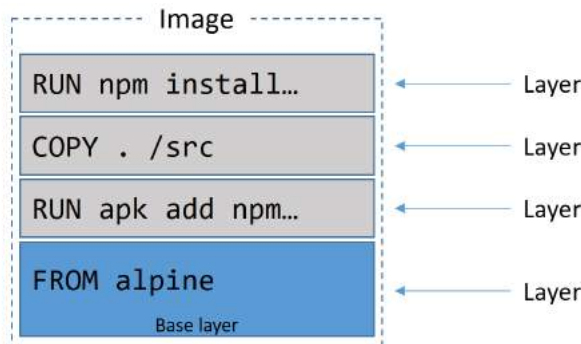 Image
RUN npm install… Layer
COPY . /src Layer
RUN apk add npm… Layer
FROM alpine Layer
Base layer